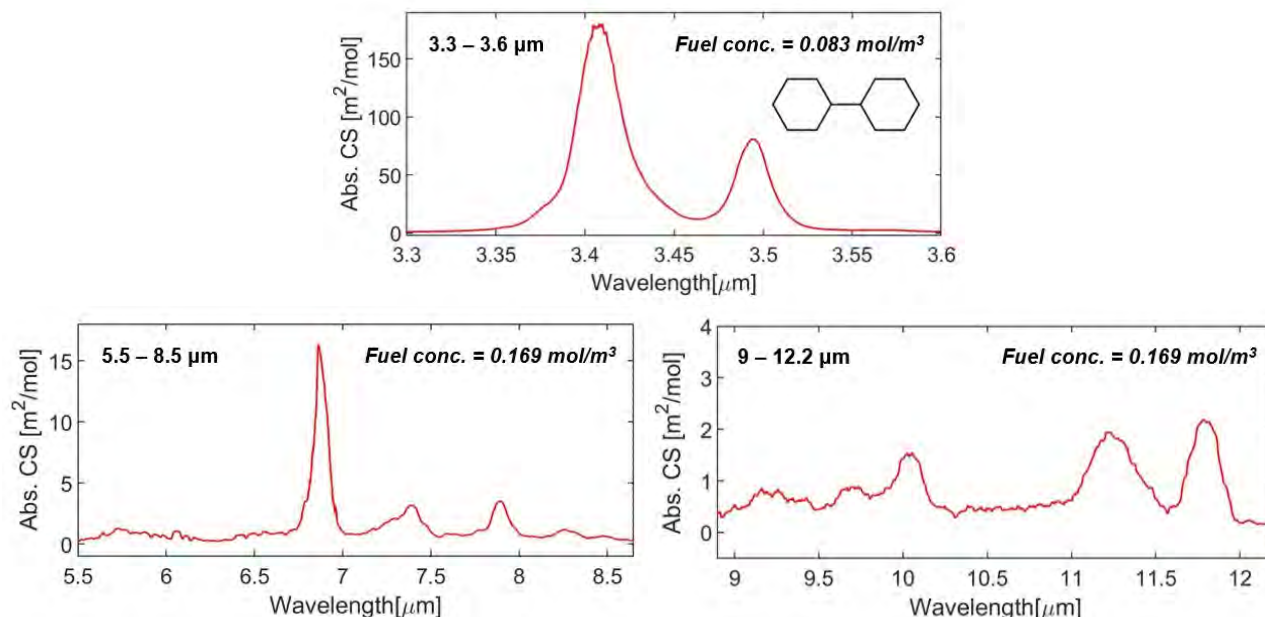 3.3 – 3.6 µm
Fuel conc. = 0.083 mol/m³
Abs. CS [m²/mol]
150
100
50
0
3.3
3.35
3.4
3.45
3.5
3.55
3.6
Wavelength[μm]
5.5 – 8.5 µm
Fuel conc. = 0.169 mol/m³
Abs. CS [m²/mol]
15
10
5
0
5.5
6
6.5
7
7.5
8
8.5
Wavelength[μm]
9 – 12.2 µm
Fuel conc. = 0.169 mol/m³
Abs. CS [m²/mol]
4
3
2
1
0
9
9.5
10
10.5
11
11.5
12
Wavelength[μm]